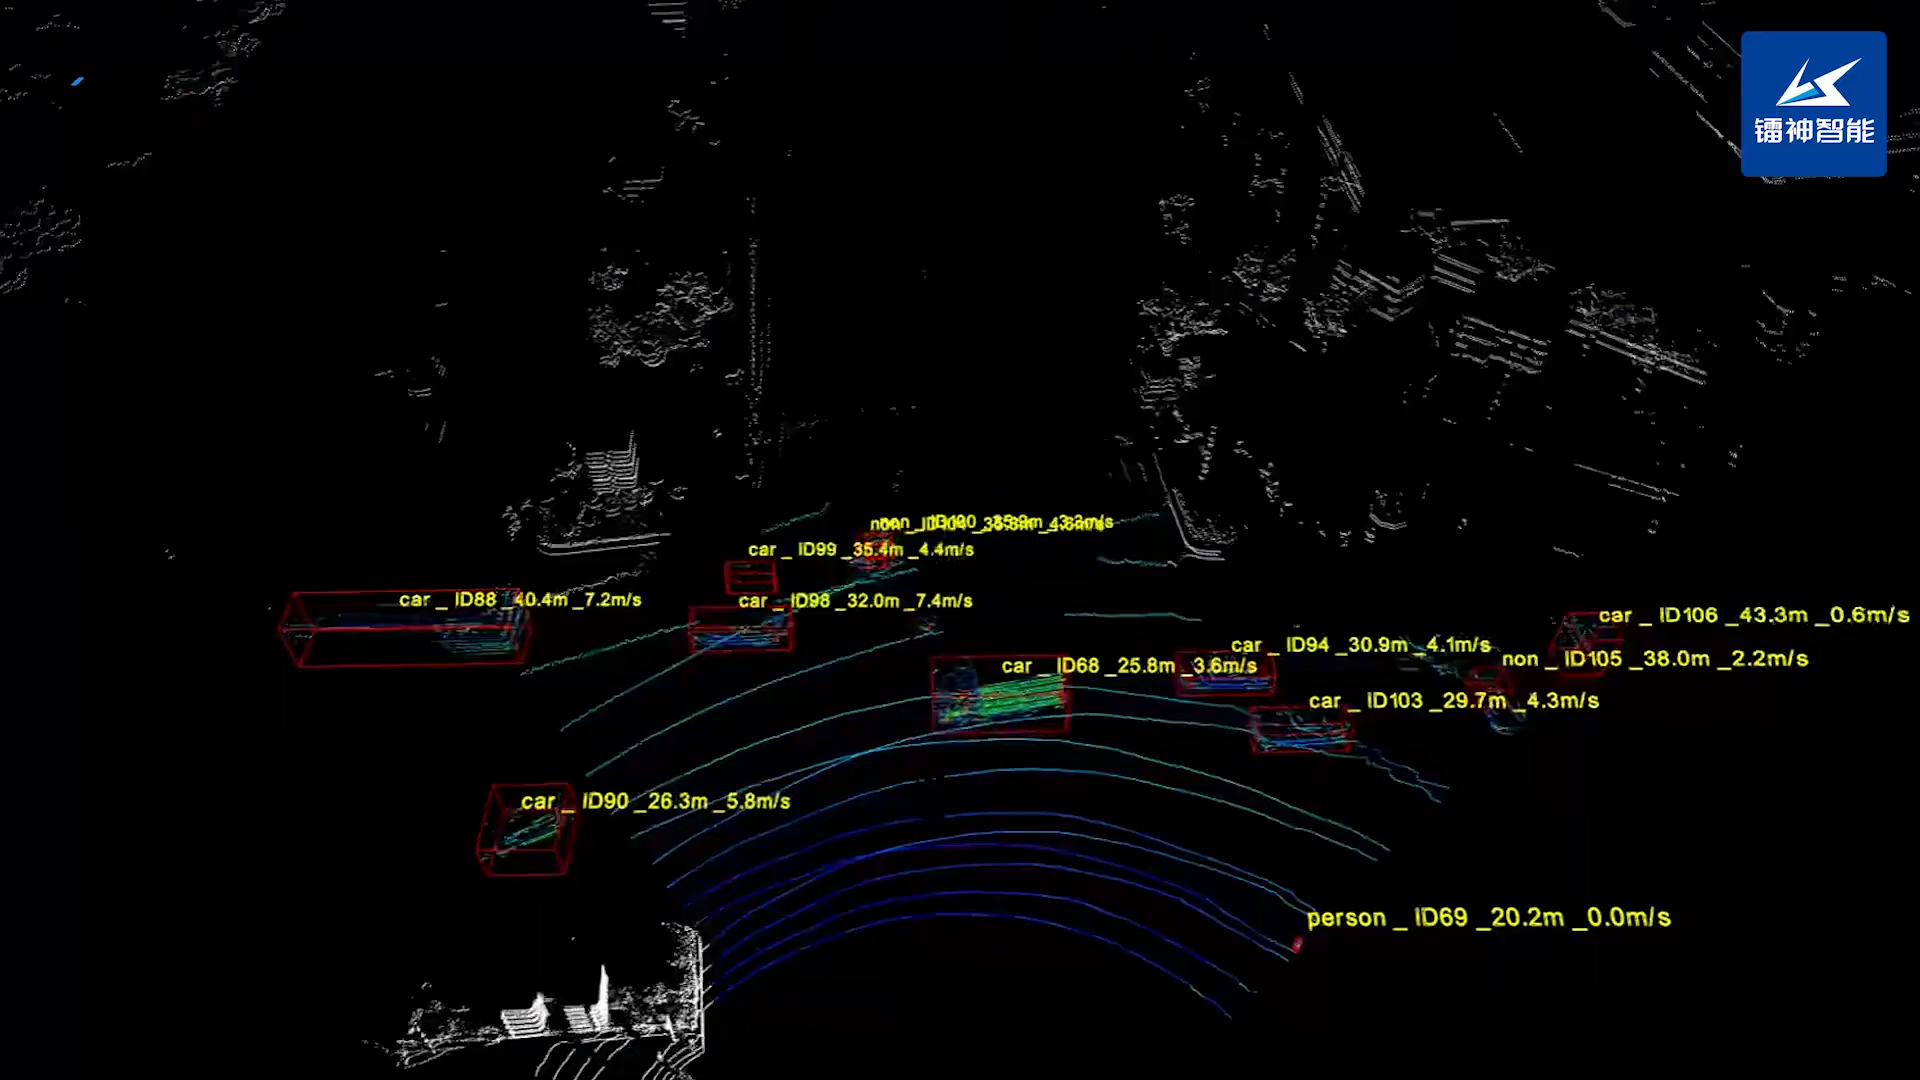 镭神智能
car _ ID99 _35.4m _4.4m/s
car _ ID88 _40.4m _7.2m/s
car _ ID98 _32.0m _7.4m/s
car _ ID106 _43.3m _0.6m/s
car _ ID94 _30.9m _4.1m/s
non _ ID105 _38.0m _2.2m/s
car _ ID68 _25.8m _3.6m/s
car _ ID103 _29.7m _4.3m/s
car _ ID90 _26.3m _5.8m/s
person _ ID69 _20.2m _0.0m/s